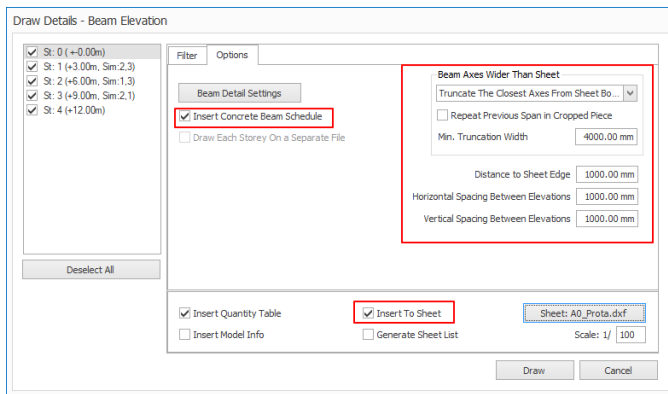 Draw Details - Beam Elevation
St: 0 ( +-0.00m)
St: 1 (+3.00m, Sim:2,3)
St: 2 (+6.00m, Sim:1,3)
St: 3 (+9.00m, Sim:2,1)
St: 4 (+12.00m)
Deselect All
Filter Options
Beam Detail Settings
Insert Concrete Beam Schedule
Draw Each Storey On a Separate File
Beam Axes Wider Than Sheet
Truncate The Closest Axes From Sheet Bo...
Repeat Previous Span in Cropped Piece
Min. Truncation Width 4000.00 mm
Distance to Sheet Edge 1000.00 mm
Horizontal Spacing Between Elevations 1000.00 mm
Vertical Spacing Between Elevations 1000.00 mm
Insert Quantity Table Insert To Sheet Sheet: A0_Prota.dxf
Insert Model Info Generate Sheet List Scale: 1/ 100
Draw Cancel